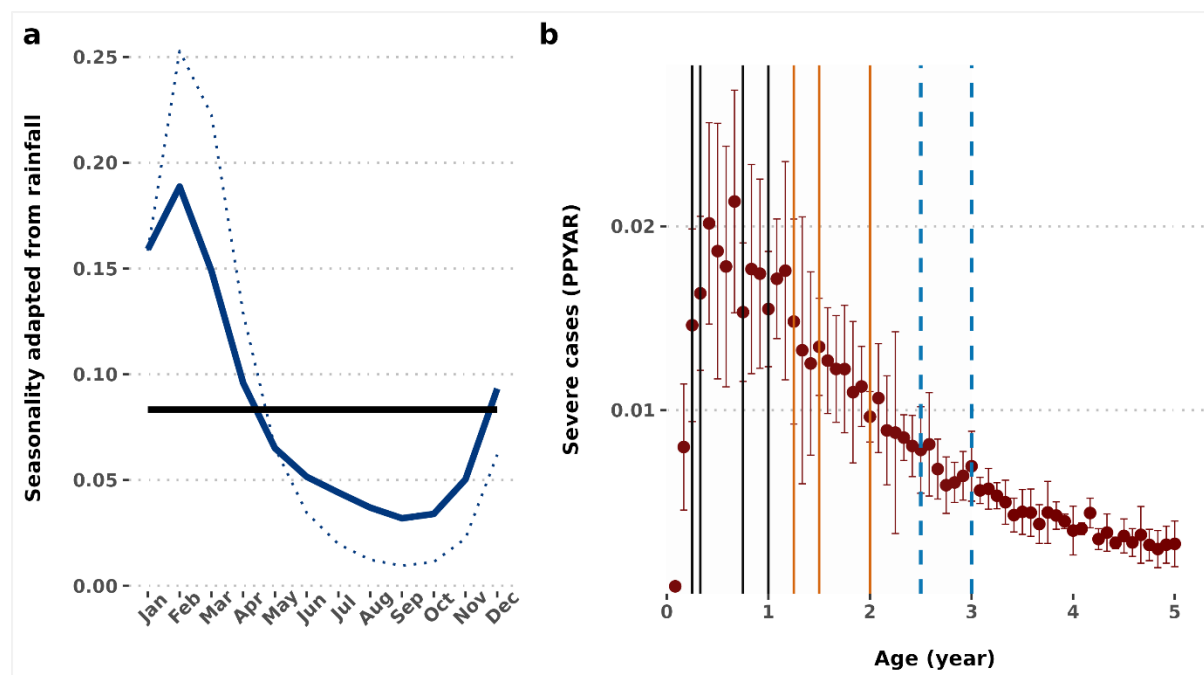 a
Seasonality adapted from rainfall
0.25
0.20
0.15
0.10
0.05
0.00
Jan
Feb
Mar
Apr
May
Jun
Jul
Aug
Sep
Oct
Nov
Dec
b
Severe cases (PPYAR)
0.02
0.01
0
1
2
3
4
5
Age (year)